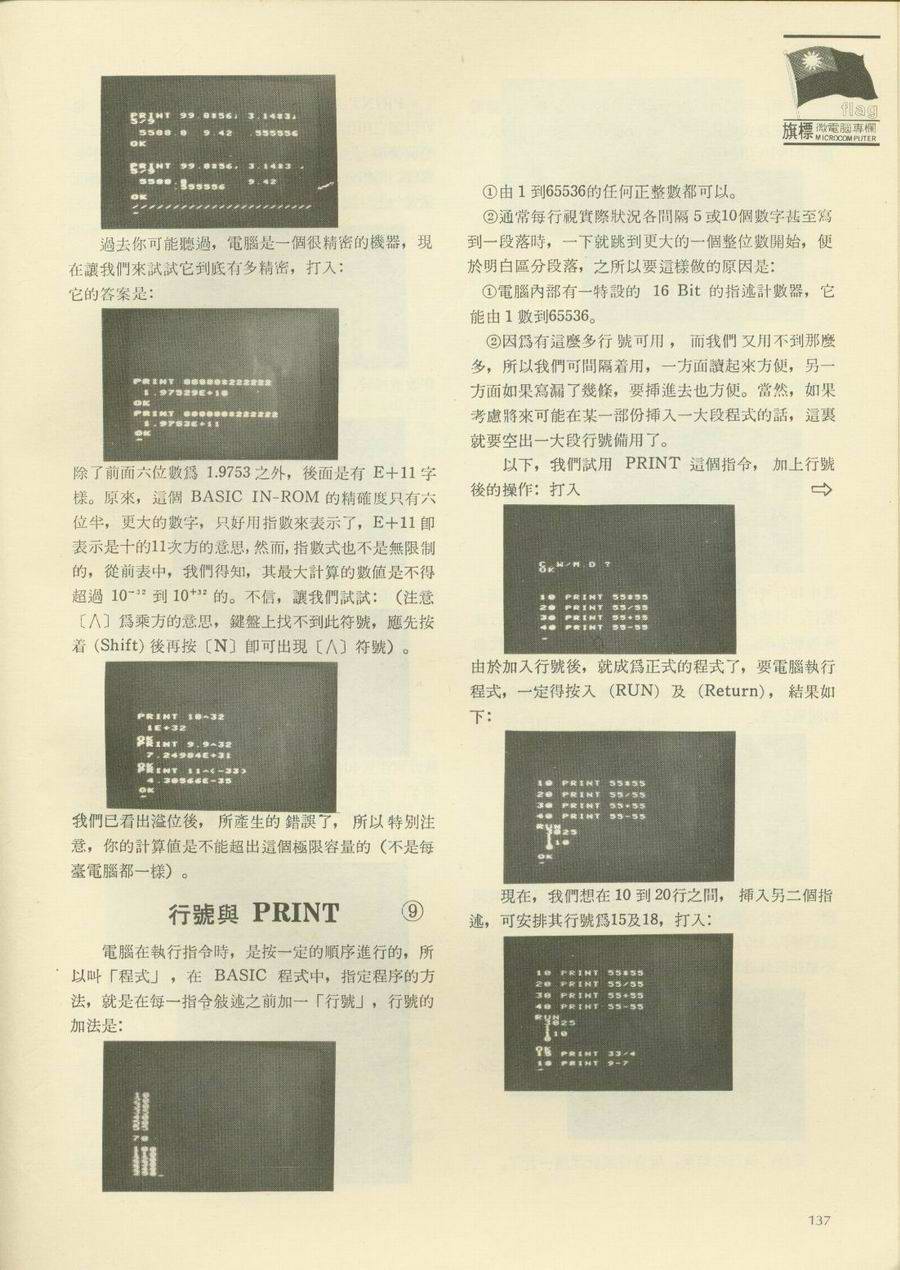 PRINT 99.8*56, 3.14*3,
5/9
5588.8 9.42 .555556
OK
PRINT 99.8*56, 3.14*3 ,
5/9
5588.8 9.42
.555556
OK
過去你可能聽過，電腦是一個很精密的機器，現
在讓我們來試試它到底有多精密，打入：
它的答案是：
PRINT
1.97529E+10
OK
PRINT
1.9753E+11
OK
除了前面六位數爲 1.9753 之外，後面是有 E+11 字
樣。原來，這個 BASIC IN-ROM 的精確度只有六
位半，更大的數字，只好用指數來表示了，E+11 卽
表示是十的11次方的意思，然而，指數式也不是無限制
的，從前表中，我們得知，其最大計算的數値是不得
超過 10⁻³² 到 10⁺³² 的。不信，讓我們試試：（注意
〔∧〕爲乘方的意思，鍵盤上找不到此符號，應先按
着 (Shift) 後再按〔N〕卽可出現〔∧〕符號）。
PRINT 10^32
1E+32
OK
PRINT 9.9^32
7.24984E+31
OK
PRINT 11^(-33)
4.30566E-35
OK
我們已看出溢位後， 所產生的 錯誤了， 所以 特别注
意，你的計算値是不能超出這個極限容量的（不是每
臺電腦都一樣）。
行號與 PRINT ⑨
電腦在執行指令時，是按一定的順序進行的，所
以叫「程式」，在 BASIC 程式中，指定程序的方
法，就是在每一指令敍述之前加一「行號」，行號的
加法是：
70
flag
旗標 微電腦專欄
MICROCOMPUTER
①由 1 到65536的任何正整數都可以。
②通常每行視實際狀況各間隔 5 或10個數字甚至寫
到一段落時，一下就跳到更大的一個整位數開始，便
於明白區分段落，之所以要這樣做的原因是：
①電腦內部有一特設的 16 Bit 的指述計數器，它
能由 1 數到65536。
②因爲有這麼多行 號可用 ， 而我們 又用不到那麼
多，所以我們可間隔着用，一方面讀起來方便，另一
方面如果寫漏了幾條，要揷進去也方便。當然，如果
考慮將來可能在某一部份揷入一大段程式的話，這裏
就要空出一大段行號備用了。
以下，我們試用 PRINT 這個指令， 加上行號
後的操作：打入 ⇨
C, W/M D ?
OK
10 PRINT 55*55
20 PRINT 55/55
30 PRINT 55+55
40 PRINT 55-55
由於加入行號後，就成爲正式的程式了，要電腦執行
程式，一定得按入 (RUN) 及 (Return)， 結果如
下：
10 PRINT 55*55
20 PRINT 55/55
30 PRINT 55+55
40 PRINT 55-55
RUN
3025
1
110
0
OK
現在，我們想在 10 到 20行之間， 揷入另二個指
述，可安排其行號爲15及18，打入：
10 PRINT 55*55
20 PRINT 55/55
30 PRINT 55+55
40 PRINT 55-55
RUN
3025
1
110
0
OK
15 PRINT 33/4
18 PRINT 9-7
137